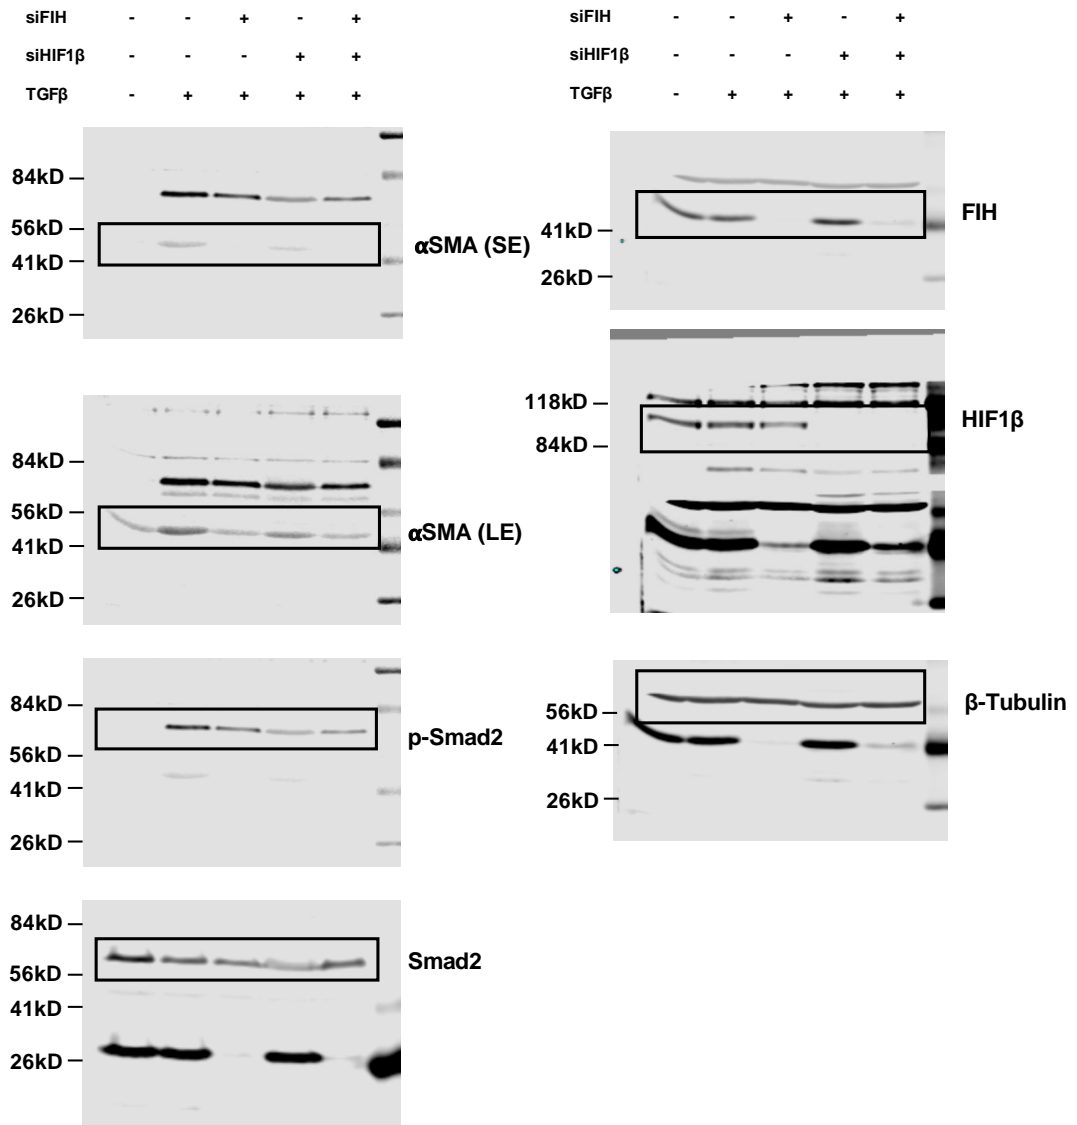 siFIH - - + - +
siHIF1β - - - + +
TGFβ - + + + +
84kD
56kD
41kD
26kD
αSMA (SE)
84kD
56kD
41kD
26kD
αSMA (LE)
84kD
56kD
41kD
26kD
p-Smad2
84kD
56kD
41kD
26kD
Smad2
siFIH - - + - +
siHIF1β - - - + +
TGFβ - + + + +
41kD
26kD
FIH
118kD
84kD
HIF1β
56kD
41kD
26kD
β-Tubulin